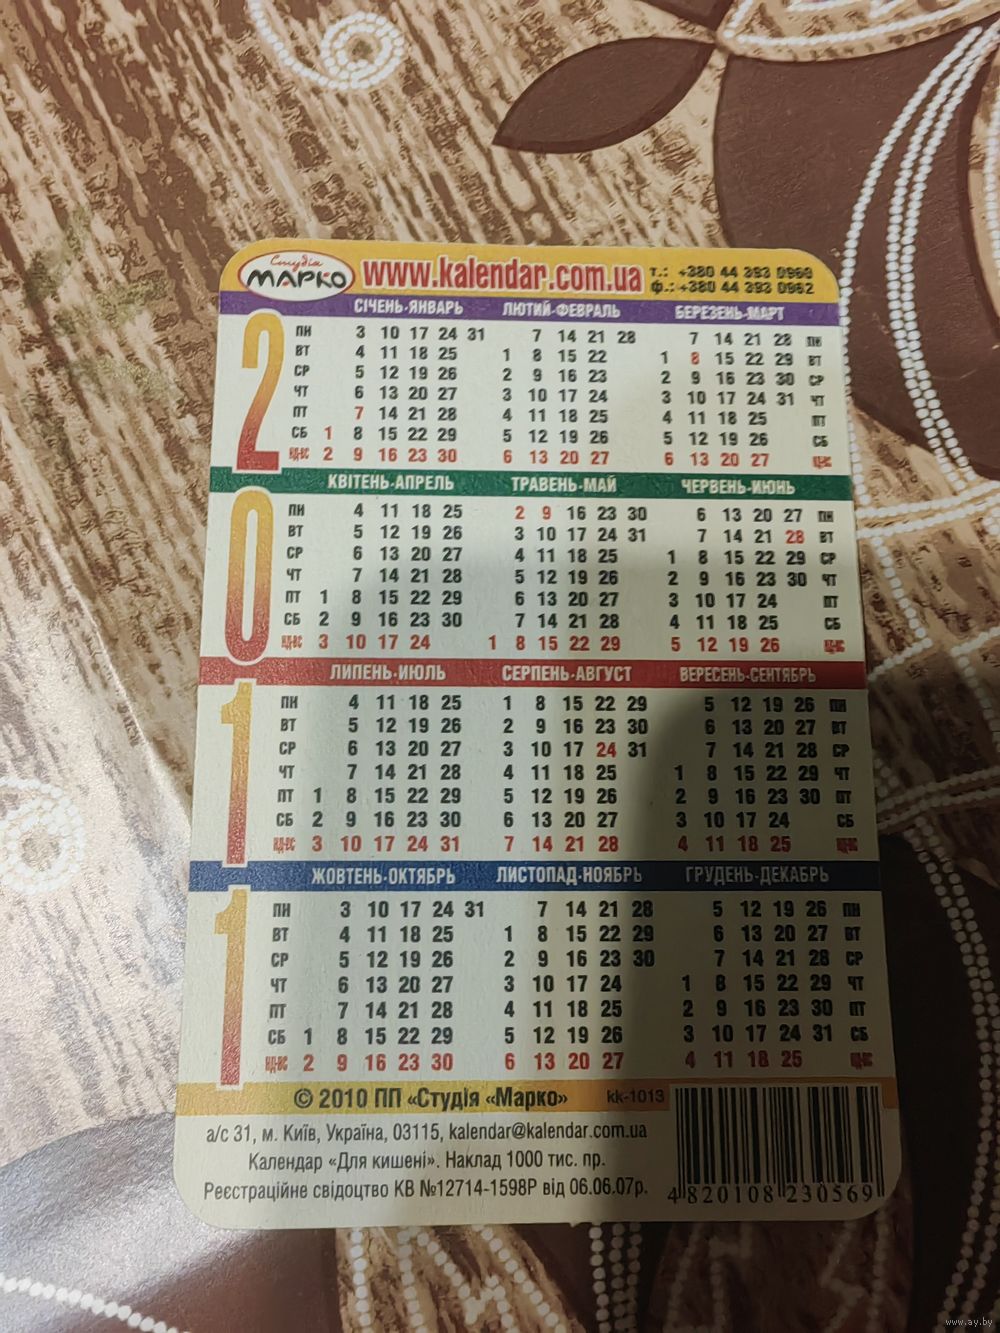 Студія
МАРКО
www.kalendar.com.ua
т.: +380 44 393 0960
ф.: +380 44 393 0962
2011
СІЧЕНЬ-ЯНВАРЬ ЛЮТИЙ-ФЕВРАЛЬ БЕРЕЗЕНЬ-МАРТ
ПН 3 10 17 24 31 7 14 21 28 7 14 21 28 ПН
ВТ 4 11 18 25 1 8 15 22 1 8 15 22 29 ВТ
СР 5 12 19 26 2 9 16 23 2 9 16 23 30 СР
ЧТ 6 13 20 27 3 10 17 24 3 10 17 24 31 ЧТ
ПТ 7 14 21 28 4 11 18 25 4 11 18 25 ПТ
СБ 1 8 15 22 29 5 12 19 26 5 12 19 26 СБ
НД-ВС 2 9 16 23 30 6 13 20 27 6 13 20 27 НД-ВС
КВІТЕНЬ-АПРЕЛЬ ТРАВЕНЬ-МАЙ ЧЕРВЕНЬ-ИЮНЬ
ПН 4 11 18 25 2 9 16 23 30 6 13 20 27 ПН
ВТ 5 12 19 26 3 10 17 24 31 7 14 21 28 ВТ
СР 6 13 20 27 4 11 18 25 1 8 15 22 29 СР
ЧТ 7 14 21 28 5 12 19 26 2 9 16 23 30 ЧТ
ПТ 1 8 15 22 29 6 13 20 27 3 10 17 24 ПТ
СБ 2 9 16 23 30 7 14 21 28 4 11 18 25 СБ
НД-ВС 3 10 17 24 1 8 15 22 29 5 12 19 26 НД-ВС
ЛИПЕНЬ-ИЮЛЬ СЕРПЕНЬ-АВГУСТ ВЕРЕСЕНЬ-СЕНТЯБРЬ
ПН 4 11 18 25 1 8 15 22 29 5 12 19 26 ПН
ВТ 5 12 19 26 2 9 16 23 30 6 13 20 27 ВТ
СР 6 13 20 27 3 10 17 24 31 7 14 21 28 СР
ЧТ 7 14 21 28 4 11 18 25 1 8 15 22 29 ЧТ
ПТ 1 8 15 22 29 5 12 19 26 2 9 16 23 30 ПТ
СБ 2 9 16 23 30 6 13 20 27 3 10 17 24 СБ
НД-ВС 3 10 17 24 31 7 14 21 28 4 11 18 25 НД-ВС
ЖОВТЕНЬ-ОКТЯБРЬ ЛИСТОПАД-НОЯБРЬ ГРУДЕНЬ-ДЕКАБРЬ
ПН 3 10 17 24 31 7 14 21 28 5 12 19 26 ПН
ВТ 4 11 18 25 1 8 15 22 29 6 13 20 27 ВТ
СР 5 12 19 26 2 9 16 23 30 7 14 21 28 СР
ЧТ 6 13 20 27 3 10 17 24 1 8 15 22 29 ЧТ
ПТ 7 14 21 28 4 11 18 25 2 9 16 23 30 ПТ
СБ 1 8 15 22 29 5 12 19 26 3 10 17 24 31 СБ
НД-ВС 2 9 16 23 30 6 13 20 27 4 11 18 25 НД-ВС
© 2010 ПП «Студія «Марко» kk-1013
а/с 31, м. Київ, Україна, 03115, kalendar@kalendar.com.ua
Календар «Для кишені». Наклад 1000 тис. пр.
Реєстраційне свідоцтво КВ №12714-1598Р від 06.06.07р.
4 820108 230569
www.ay.by